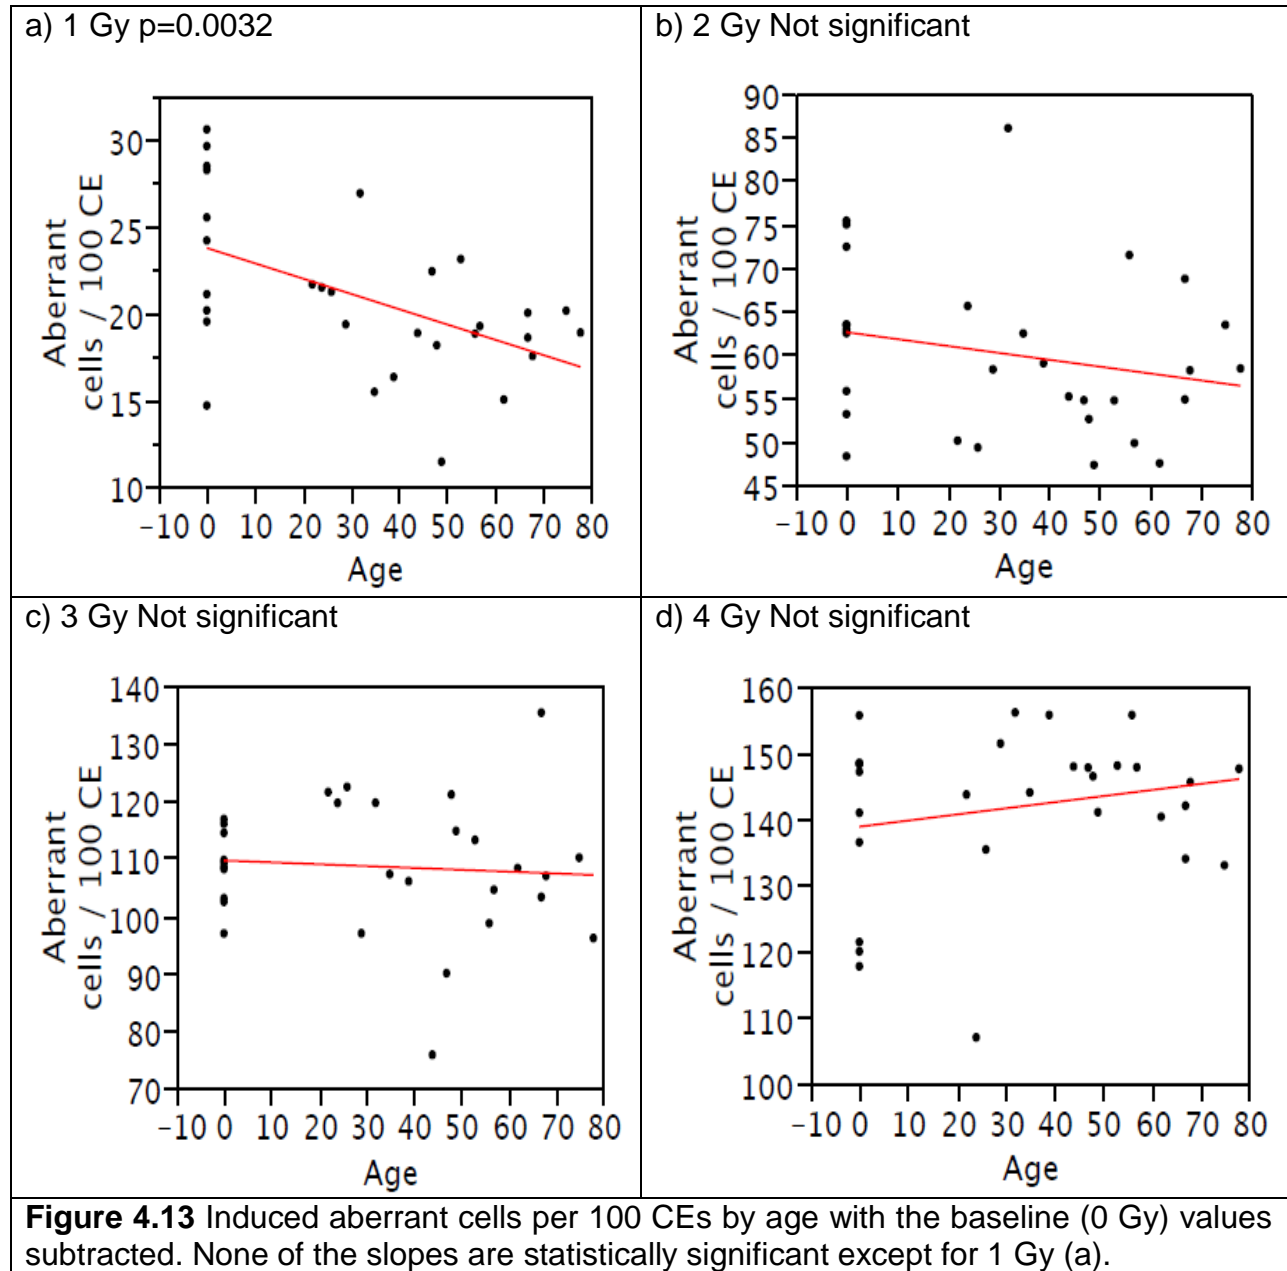 a) 1 Gy p=0.0032
Aberrant
cells / 100 CE
30
25
20
15
10
-10 0 10 20 30 40 50 60 70 80
Age
b) 2 Gy Not significant
Aberrant
cells / 100 CE
90
85
80
75
70
65
60
55
50
45
-10 0 10 20 30 40 50 60 70 80
Age
c) 3 Gy Not significant
Aberrant
cells / 100 CE
140
130
120
110
100
90
80
70
-10 0 10 20 30 40 50 60 70 80
Age
d) 4 Gy Not significant
Aberrant
cells / 100 CE
160
150
140
130
120
110
100
-10 0 10 20 30 40 50 60 70 80
Age
Figure 4.13 Induced aberrant cells per 100 CEs by age with the baseline (0 Gy) values
subtracted. None of the slopes are statistically significant except for 1 Gy (a).